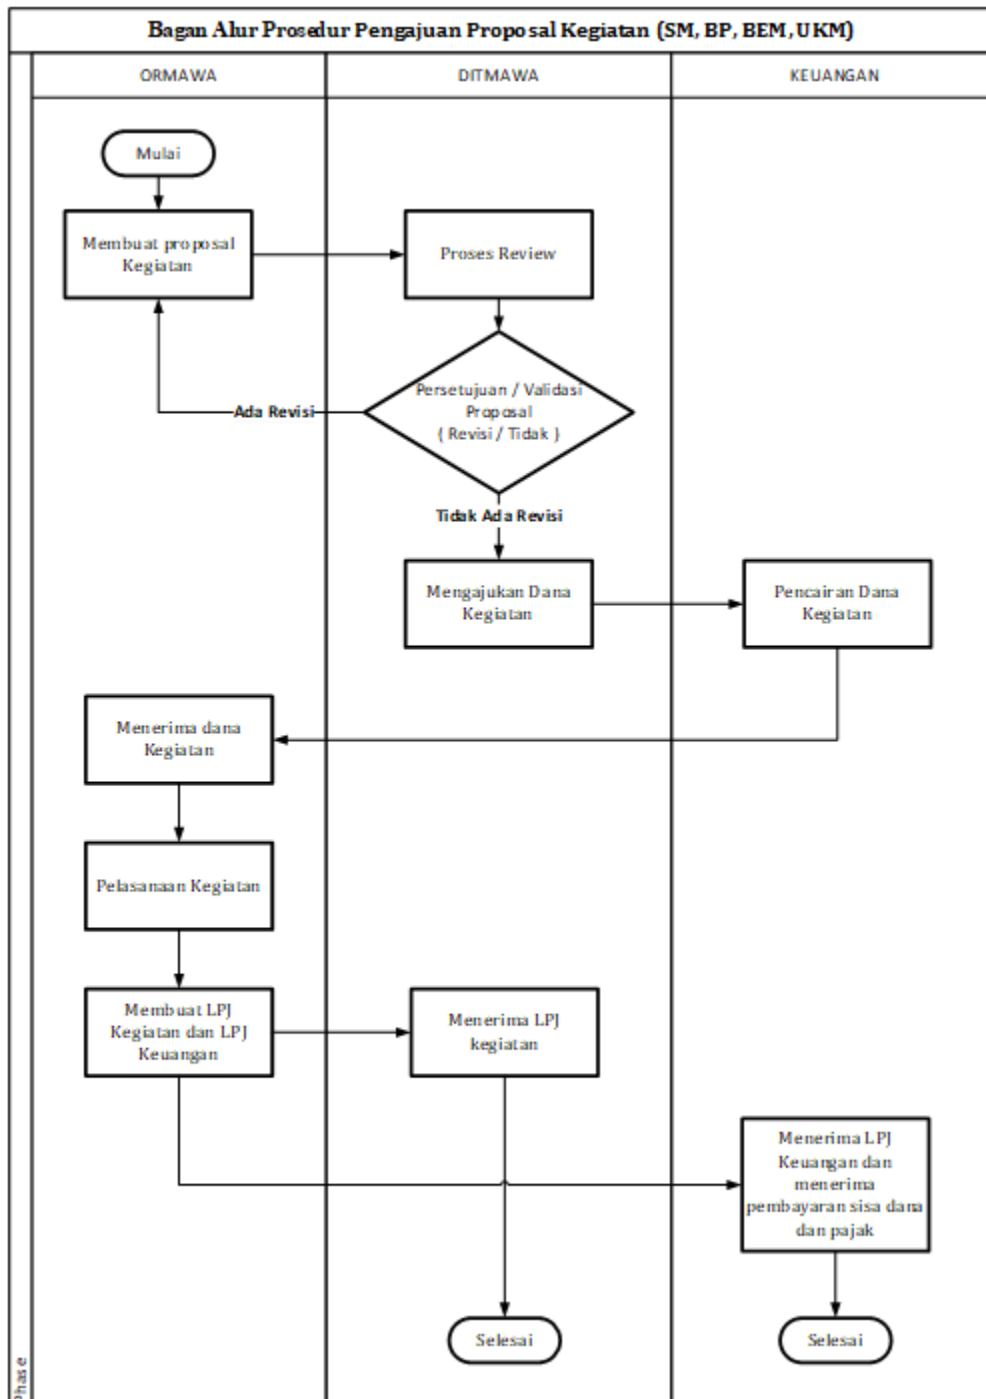 Bagan Alur Prosedur Pengajuan Proposal Kegiatan (SM, BP, BEM, UKM)
ORMAWA
DITMAWA
KEUANGAN
Mulai
Membuat proposal
Kegiatan
Proses Review
Persetujuan / Validasi
Proposal
( Revisi / Tidak )
Ada Revisi
Tidak Ada Revisi
Mengajukan Dana
Kegiatan
Pencairan Dana
Kegiatan
Menerima dana
Kegiatan
Pelasanaan Kegiatan
Membuat LPJ
Kegiatan dan LPJ
Keuangan
Menerima LPJ
kegiatan
Menerima LPJ
Keuangan dan
menerima
pembayaran sisa dana
dan pajak
Selesai
Selesai
Phase